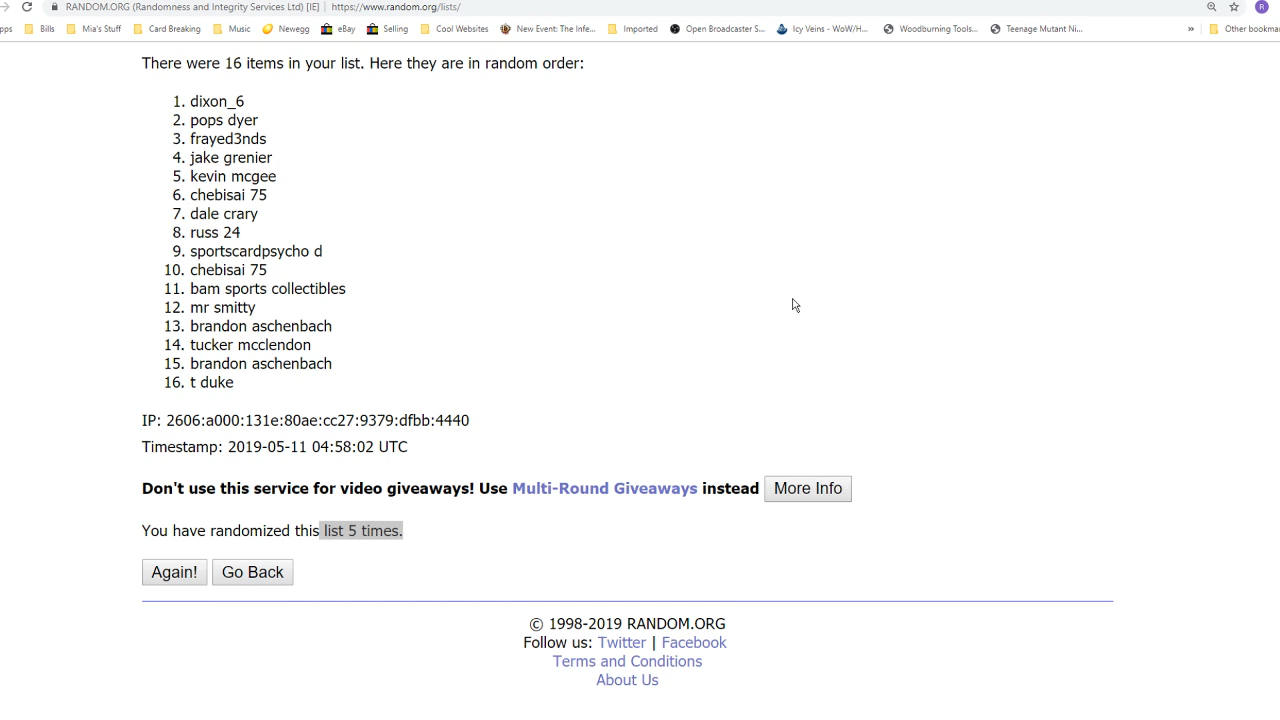 RANDOM.ORG (Randomness and Integrity Services Ltd) [IE] | https://www.random.org/lists/
pps Bills Mia's Stuff Card Breaking Music Newegg eBay Selling Cool Websites New Event: The Infe... Imported Open Broadcaster S... Icy Veins - WoW/H... Woodburning Tools... Teenage Mutant Ni... » Other bookma
There were 16 items in your list. Here they are in random order:
1. dixon_6
2. pops dyer
3. frayed3nds
4. jake grenier
5. kevin mcgee
6. chebisai 75
7. dale crary
8. russ 24
9. sportscardpsycho d
10. chebisai 75
11. bam sports collectibles
12. mr smitty
13. brandon aschenbach
14. tucker mcclendon
15. brandon aschenbach
16. t duke
IP: 2606:a000:131e:80ae:cc27:9379:dfbb:4440
Timestamp: 2019-05-11 04:58:02 UTC
Don't use this service for video giveaways! Use Multi-Round Giveaways instead More Info
You have randomized this list 5 times.
Again! Go Back
© 1998-2019 RANDOM.ORG
Follow us: Twitter | Facebook
Terms and Conditions
About Us